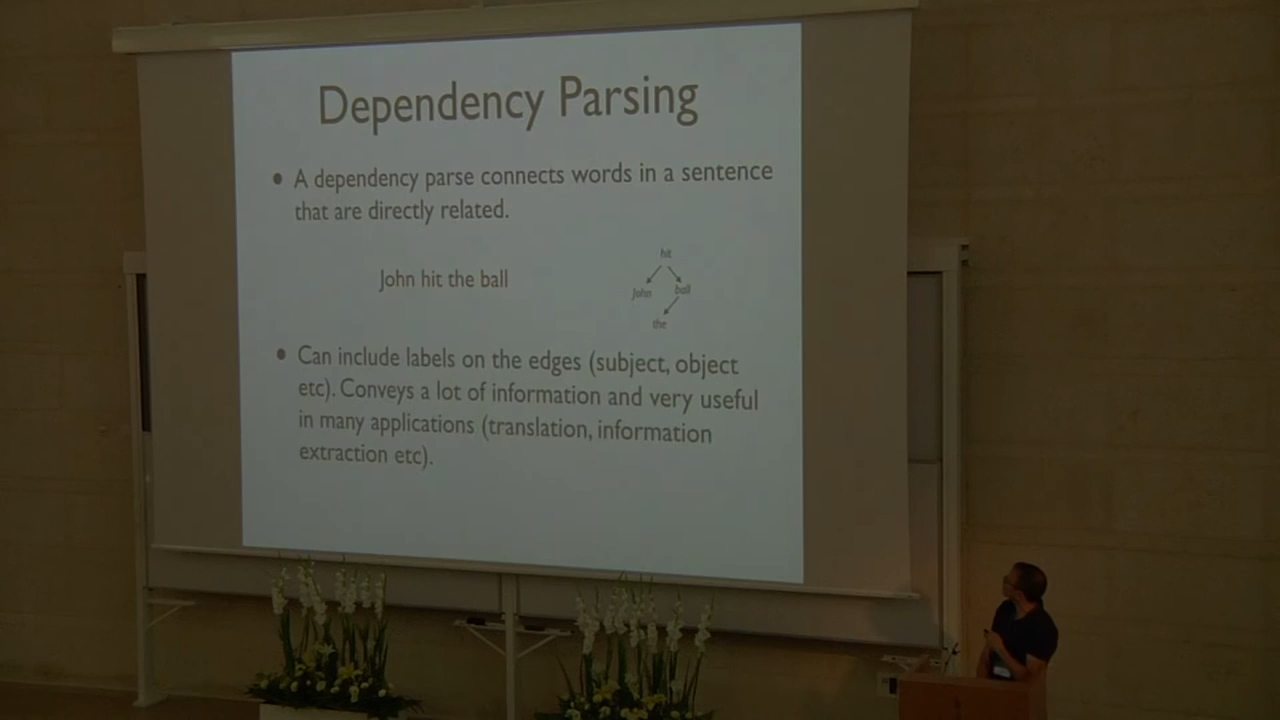 Dependency Parsing
• A dependency parse connects words in a sentence
that are directly related.
John hit the ball
hit
John ball
the
• Can include labels on the edges (subject, object
etc). Conveys a lot of information and very useful
in many applications (translation, information
extraction etc).